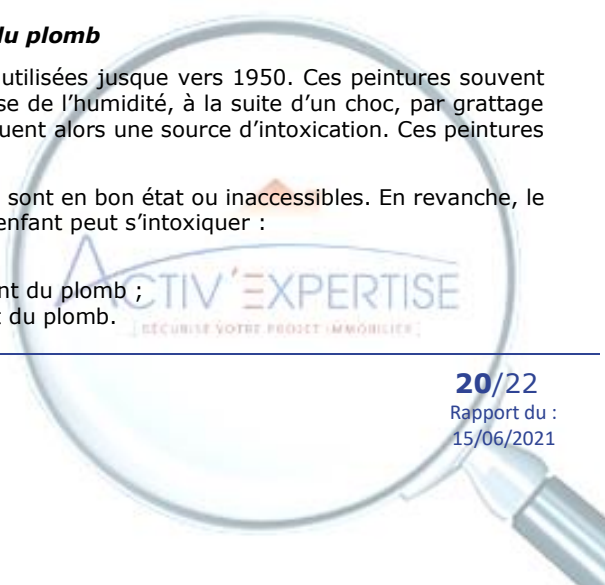 du plomb
utilisées jusque vers 1950. Ces peintures souvent
se de l’humidité, à la suite d’un choc, par grattage
uent alors une source d’intoxication. Ces peintures
sont en bon état ou inaccessibles. En revanche, le
enfant peut s’intoxiquer :
nt du plomb ;
t du plomb.
ACTIV’EXPERTISE
[ SÉCURISE VOTRE PROJET IMMOBILIER ]
20/22
Rapport du :
15/06/2021